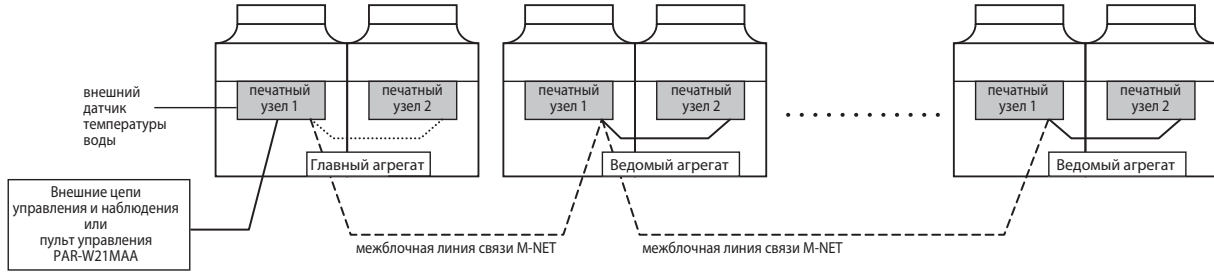 печатный
узел 1
печатный
узел 2
печатный
узел 1
печатный
узел 2
печатный
узел 1
печатный
узел 2
внешний
датчик
температуры
воды
Главный агрегат
Ведомый агрегат
Ведомый агрегат
Внешние цепи
управления и наблюдения
или
пульт управления
PAR-W21MAA
межблочная линия связи M-NET
межблочная линия связи M-NET